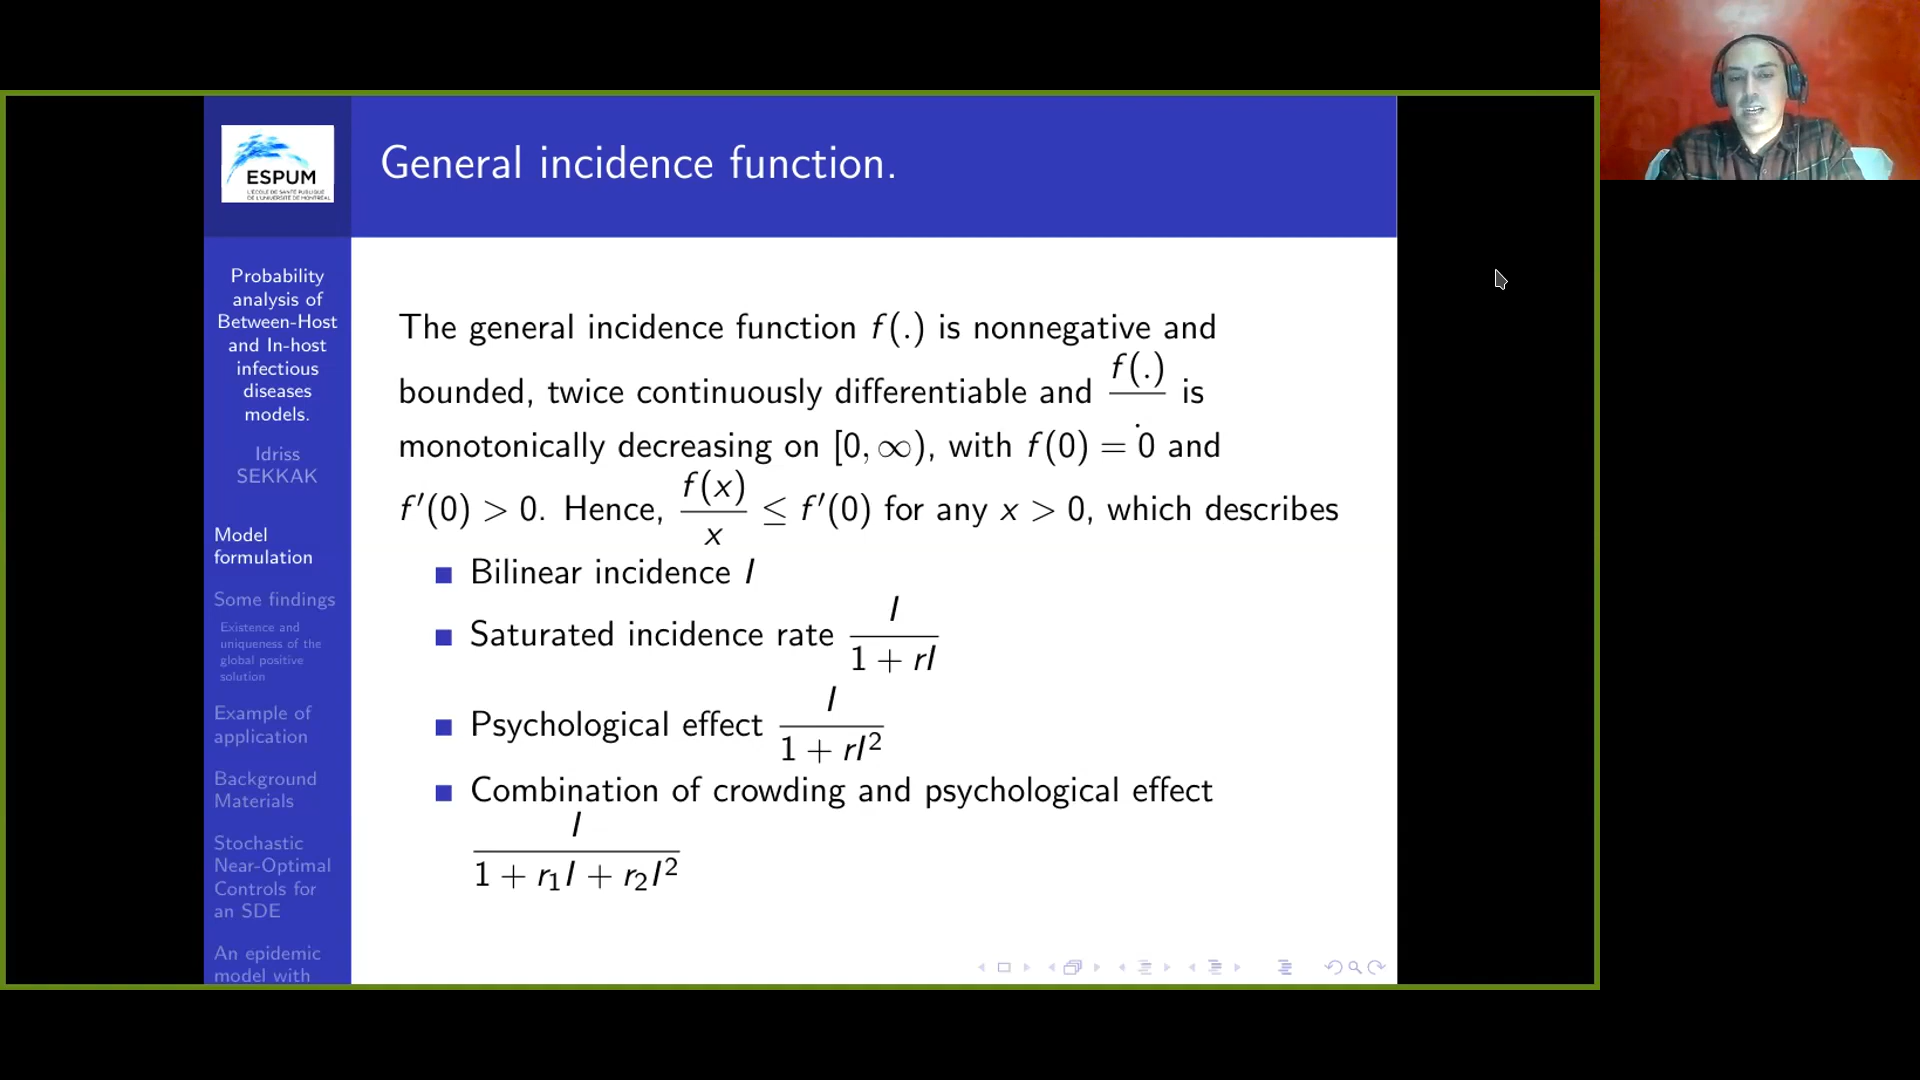 ESPUM
L'ÉCOLE DE SANTÉ PUBLIQUE
DE L'UNIVERSITÉ DE MONTRÉAL
General incidence function.
Probability
analysis of
Between-Host
and In-host
infectious
diseases
models.
Idriss
SEKKAK
Model
formulation
Some findings
Existence and
uniqueness of the
global positive
solution
Example of
application
Background
Materials
Stochastic
Near-Optimal
Controls for
an SDE
An epidemic
model with
The general incidence function f(.) is nonnegative and
bounded, twice continuously differentiable and f(.)/. is
monotonically decreasing on [0, ∞), with f(0) = 0 and
f′(0) > 0. Hence, f(x)/x ≤ f′(0) for any x > 0, which describes
Bilinear incidence I
Saturated incidence rate I/(1 + rI)
Psychological effect I/(1 + rI²)
Combination of crowding and psychological effect
I/(1 + r₁I + r₂I²)